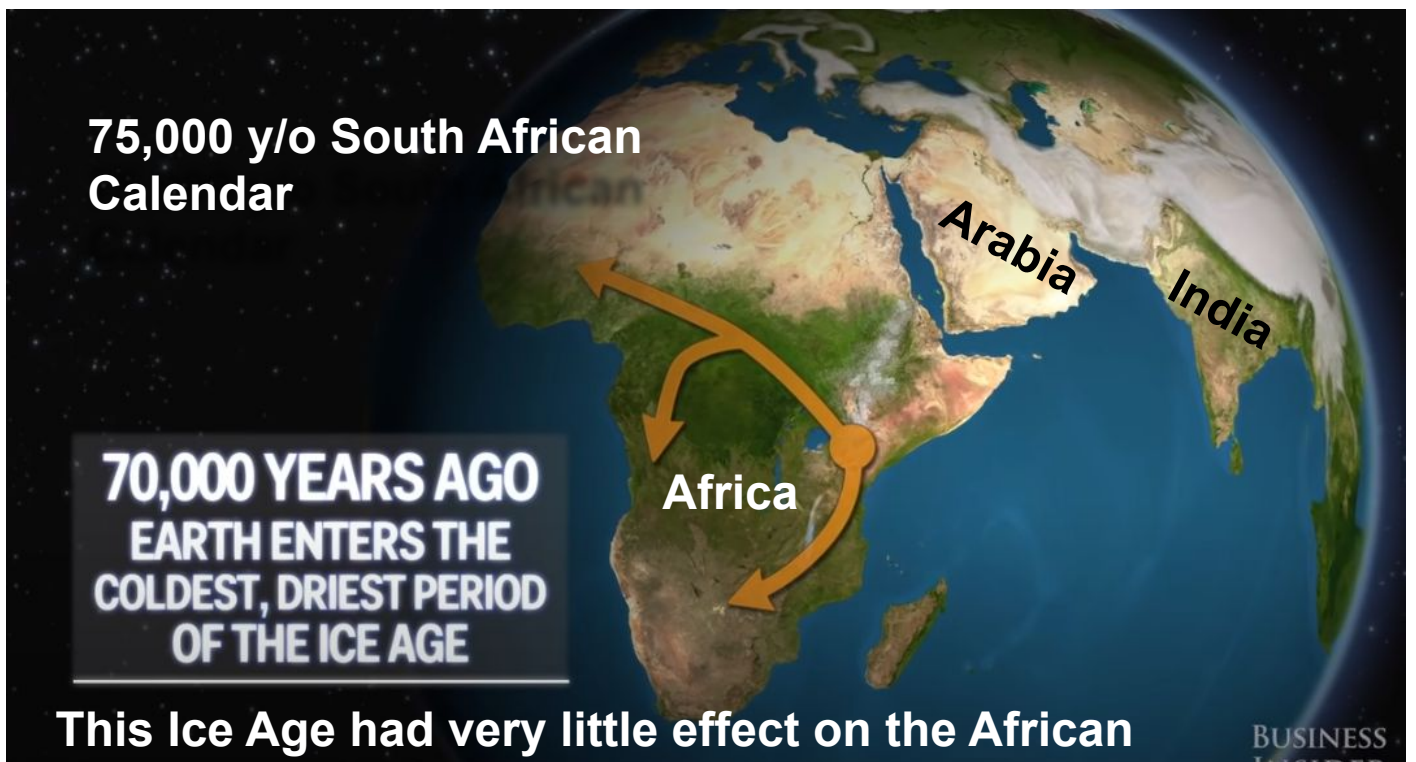 75,000 y/o South African
Calendar
Arabia
India
70,000 YEARS AGO
EARTH ENTERS THE
COLDEST, DRIEST PERIOD
OF THE ICE AGE
Africa
This Ice Age had very little effect on the African
BUSINESS
INSIDER